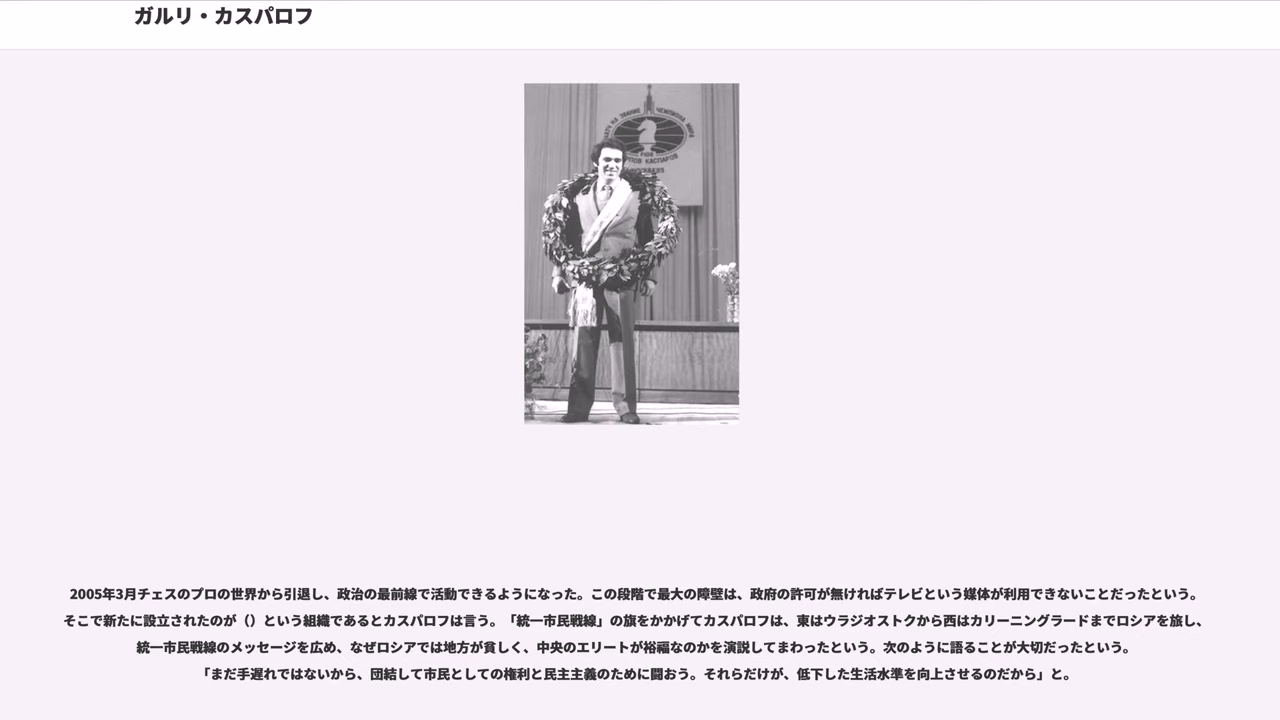 ガルリ・カスパロフ
НА ЗВАНИЕ ЧЕМПИОНА МИРА
FIDE
КАСПАРОВ
2005年3月チェスのプロの世界から引退し、政治の最前線で活動できるようになった。この段階で最大の障壁は、政府の許可が無ければテレビという媒体が利用できないことだったという。
そこで新たに設立されたのが（）という組織であるとカスパロフは言う。「統一市民戦線」の旗をかかげてカスパロフは、東はウラジオストクから西はカリーニングラードまでロシアを旅し、
統一市民戦線のメッセージを広め、なぜロシアでは地方が貧しく、中央のエリートが裕福なのかを演説してまわったという。次のように語ることが大切だったという。
「まだ手遅れではないから、団結して市民としての権利と民主主義のために闘おう。それらだけが、低下した生活水準を向上させるのだから」と。